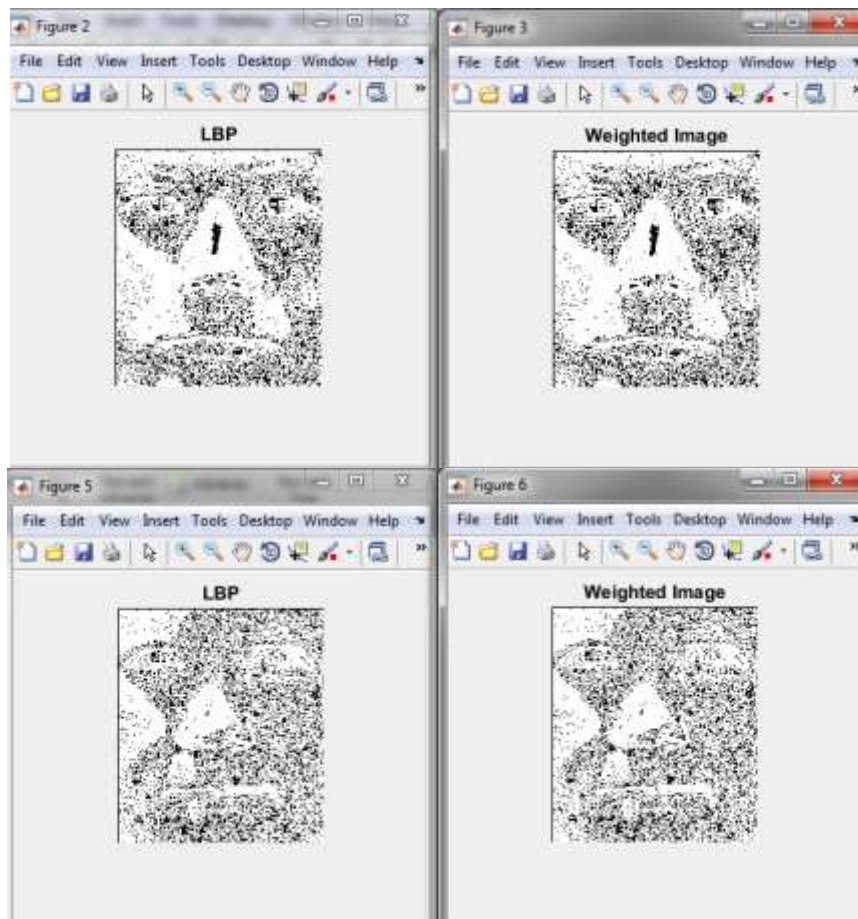 Figure 2
File Edit View Insert Tools Desktop Window Help
LBP
Figure 3
File Edit View Insert Tools Desktop Window Help
Weighted Image
Figure 5
File Edit View Insert Tools Desktop Window Help
LBP
Figure 6
File Edit View Insert Tools Desktop Window Help
Weighted Image